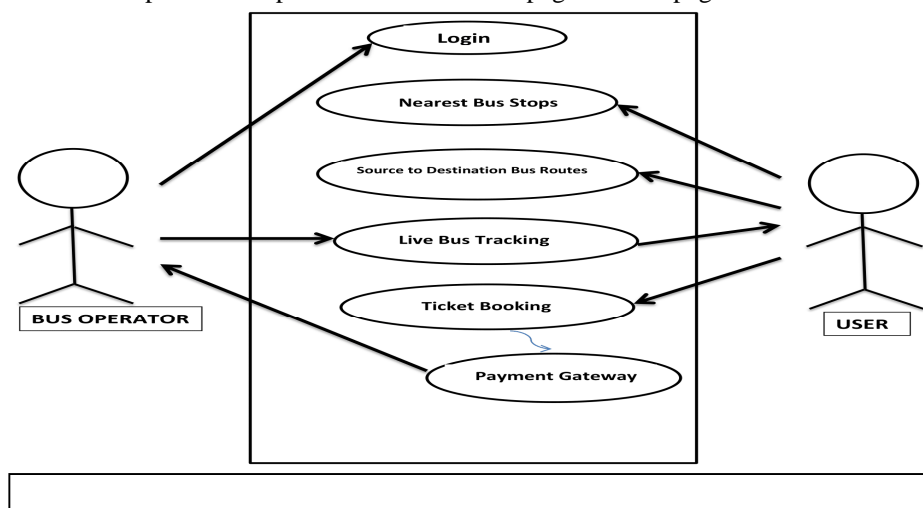 Login
Nearest Bus Stops
Source to Destination Bus Routes
Live Bus Tracking
Ticket Booking
BUS OPERATOR
USER
Payment Gateway